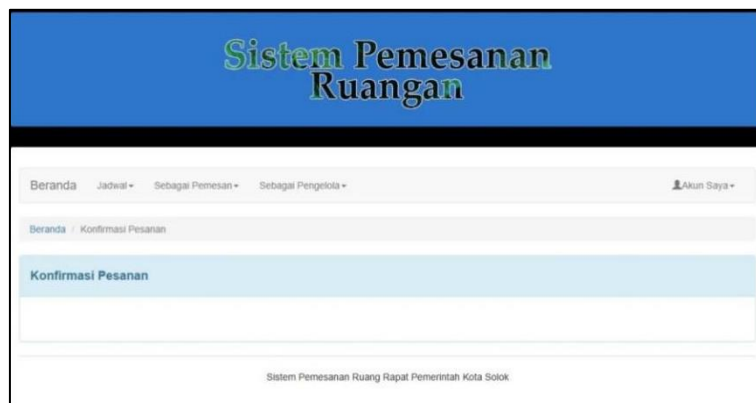 Sistem Pemesanan
Ruangan
Beranda Jadwal Sebagai Pemesan Sebagai Pengelola Akun Saya
Beranda / Konfirmasi Pesanan
Konfirmasi Pesanan
Sistem Pemesanan Ruang Rapat Pemerintah Kota Solok